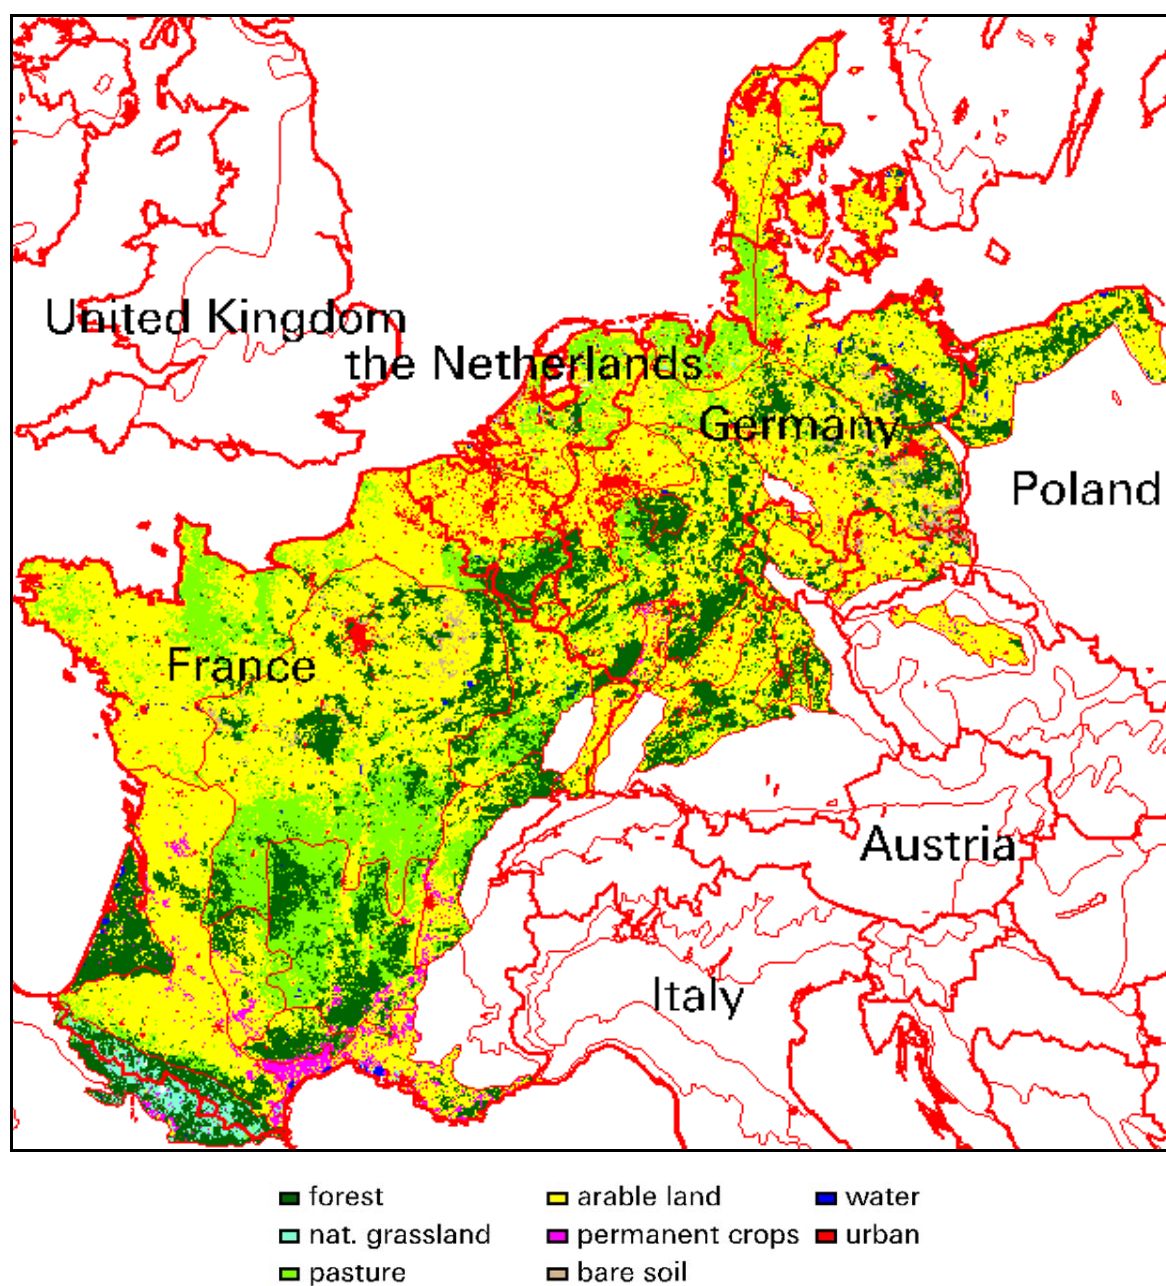 United Kingdom
the Netherlands
Germany
Poland
France
Austria
Italy
forest
arable land
water
nat. grassland
permanent crops
urban
pasture
bare soil